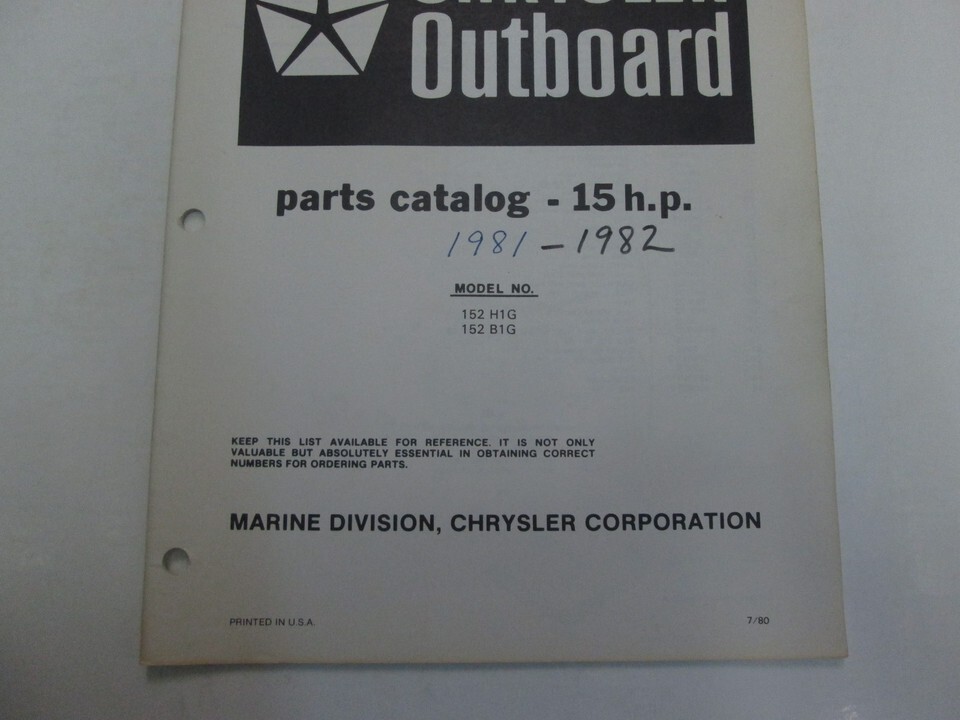 CHRYSLER
Outboard
parts catalog - 15 h.p.
1981 - 1982
MODEL NO.
152 H1G
152 B1G
KEEP THIS LIST AVAILABLE FOR REFERENCE. IT IS NOT ONLY
VALUABLE BUT ABSOLUTELY ESSENTIAL IN OBTAINING CORRECT
NUMBERS FOR ORDERING PARTS.
MARINE DIVISION, CHRYSLER CORPORATION
PRINTED IN U.S.A.
7/80